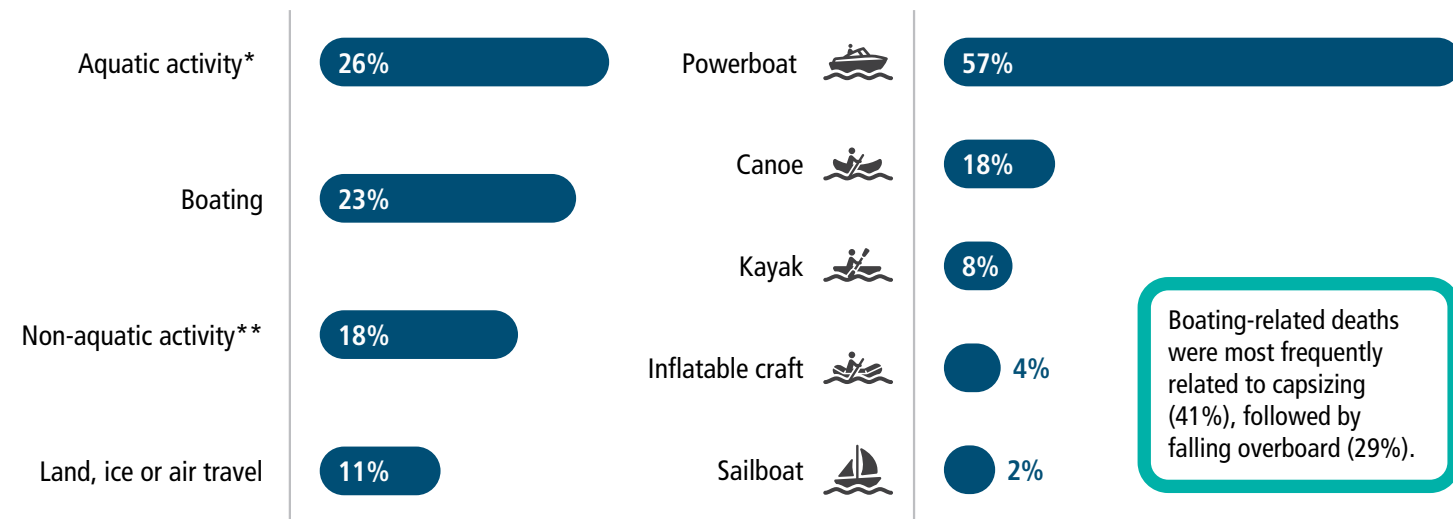 Aquatic activity* 26%
Boating 23%
Non-aquatic activity** 18%
Land, ice or air travel 11%
Powerboat 57%
Canoe 18%
Kayak 8%
Inflatable craft 4%
Sailboat 2%
Boating-related deaths
were most frequently
related to capsizing
(41%), followed by
falling overboard (29%).